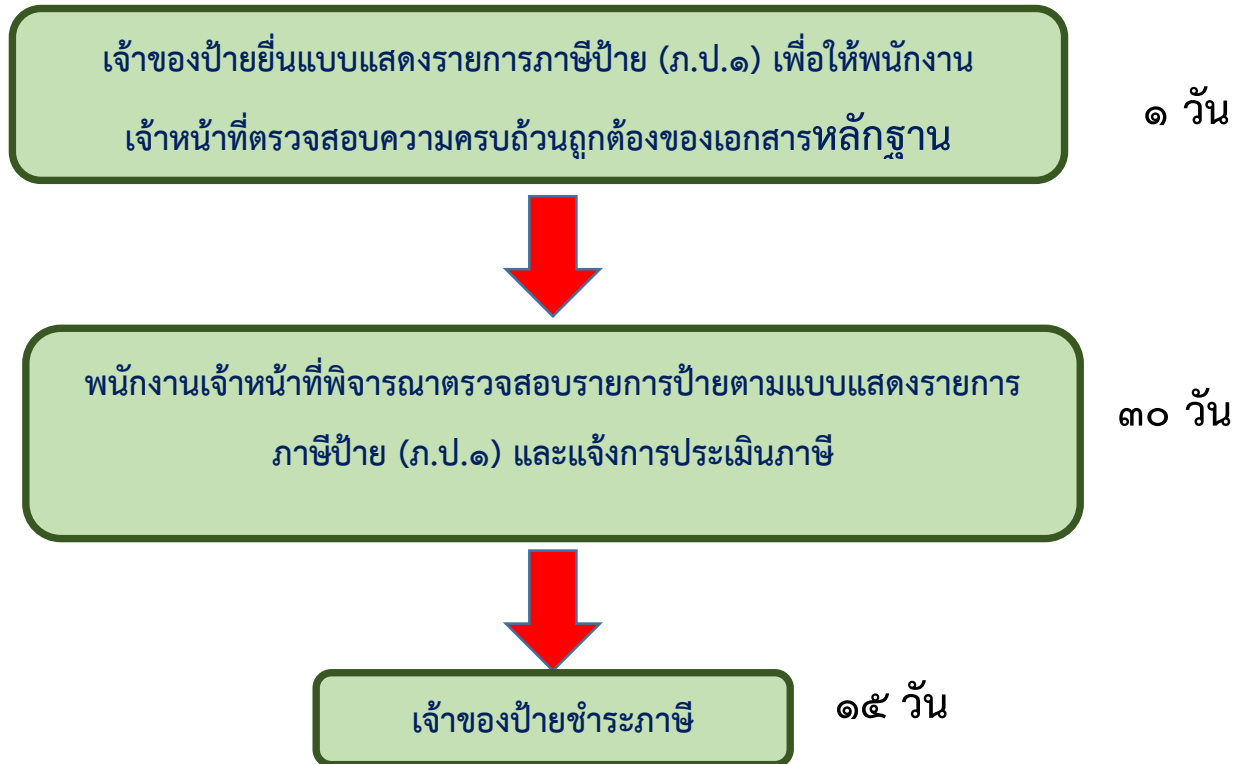 เจ้าของป้ายยื่นแบบแสดงรายการภาษีป้าย (ภ.ป.๑) เพื่อให้พนักงาน
เจ้าหน้าที่ตรวจสอบความครบถ้วนถูกต้องของเอกสารหลักฐาน
๑ วัน
พนักงานเจ้าหน้าที่พิจารณาตรวจสอบรายการป้ายตามแบบแสดงรายการ
ภาษีป้าย (ภ.ป.๑) และแจ้งการประเมินภาษี
๓๐ วัน
เจ้าของป้ายชำระภาษี
๑๕ วัน